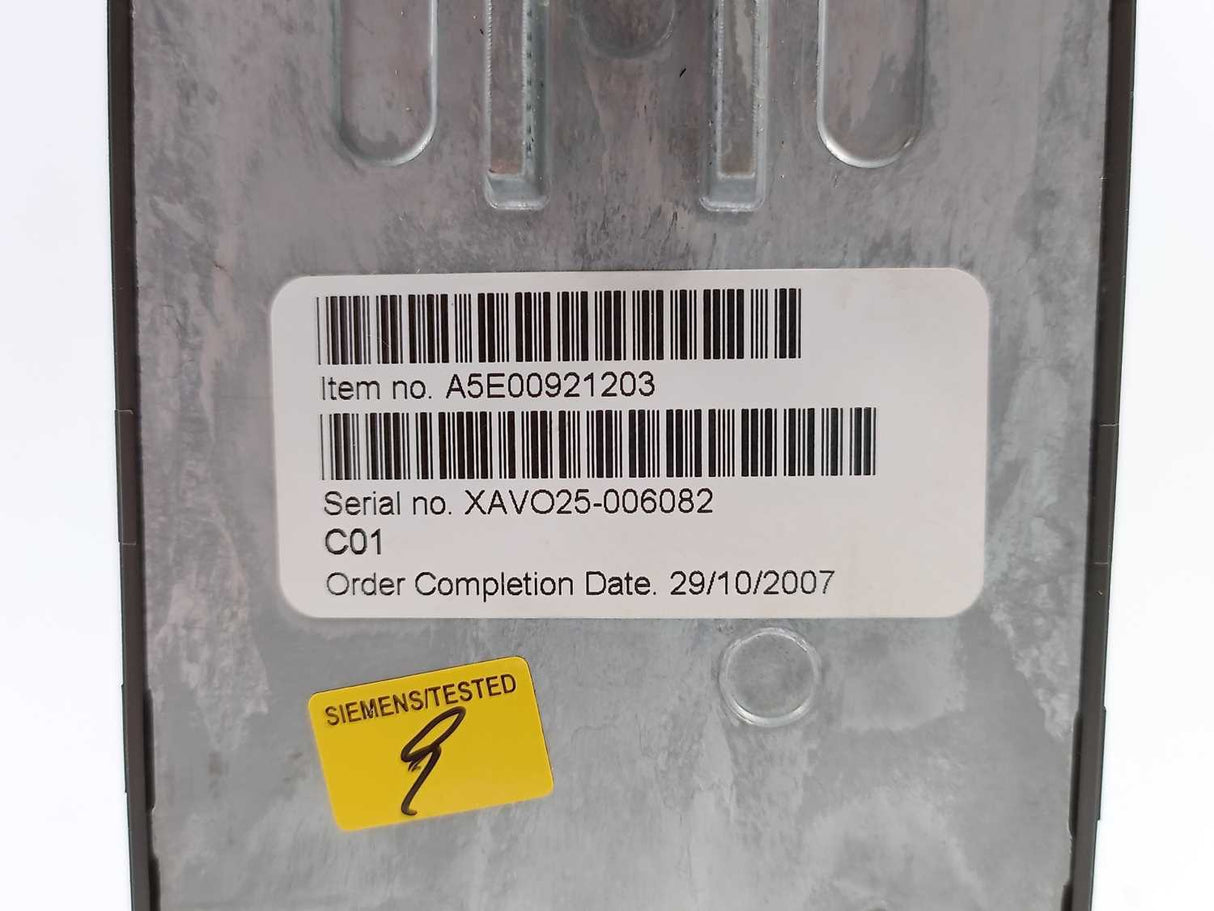 Item no. A5E00921203
Serial no. XAVO25-006082
C01
Order Completion Date. 29/10/2007
SIEMENS/TESTED
9